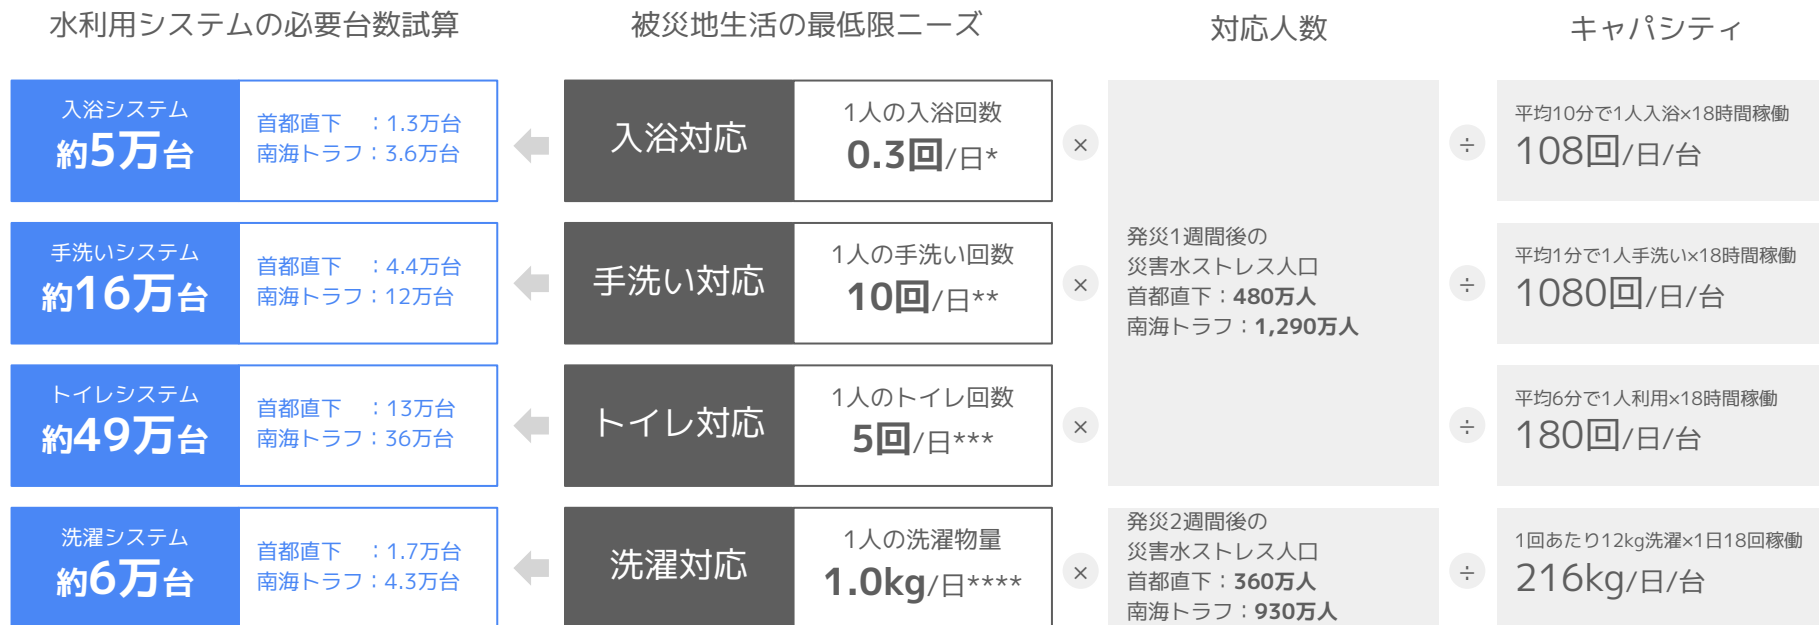 水利用システムの必要台数試算
被災地生活の最低限ニーズ
対応人数
キャパシティ
入浴システム
約5万台
首都直下　：1.3万台
南海トラフ：3.6万台
入浴対応
1人の入浴回数
0.3回/日*
×
÷
平均10分で1人入浴×18時間稼働
108回/日/台
手洗いシステム
約16万台
首都直下　：4.4万台
南海トラフ：12万台
手洗い対応
1人の手洗い回数
10回/日**
×
発災1週間後の
災害水ストレス人口
首都直下：480万人
南海トラフ：1,290万人
÷
平均1分で1人手洗い×18時間稼働
1080回/日/台
トイレシステム
約49万台
首都直下　：13万台
南海トラフ：36万台
トイレ対応
1人のトイレ回数
5回/日***
×
÷
平均6分で1人利用×18時間稼働
180回/日/台
洗濯システム
約6万台
首都直下　：1.7万台
南海トラフ：4.3万台
洗濯対応
1人の洗濯物量
1.0kg/日****
×
発災2週間後の
災害水ストレス人口
首都直下：360万人
南海トラフ：930万人
÷
1回あたり12kg洗濯×1日18回稼働
216kg/日/台